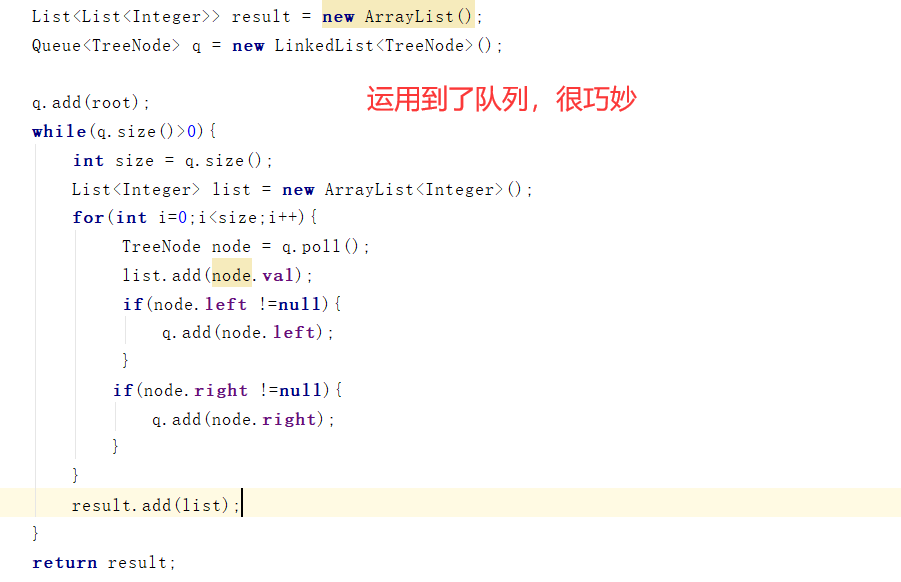 List<List<Integer>> result = new ArrayList();
Queue<TreeNode> q = new LinkedList<TreeNode>();
q.add(root);
运用到了队列，很巧妙
while(q.size()>0){
int size = q.size();
List<Integer> list = new ArrayList<Integer>();
for(int i=0;i<size;i++){
TreeNode node = q.poll();
list.add(node.val);
if(node.left !=null){
q.add(node.left);
}
if(node.right !=null){
q.add(node.right);
}
}
result.add(list);
}
return result;